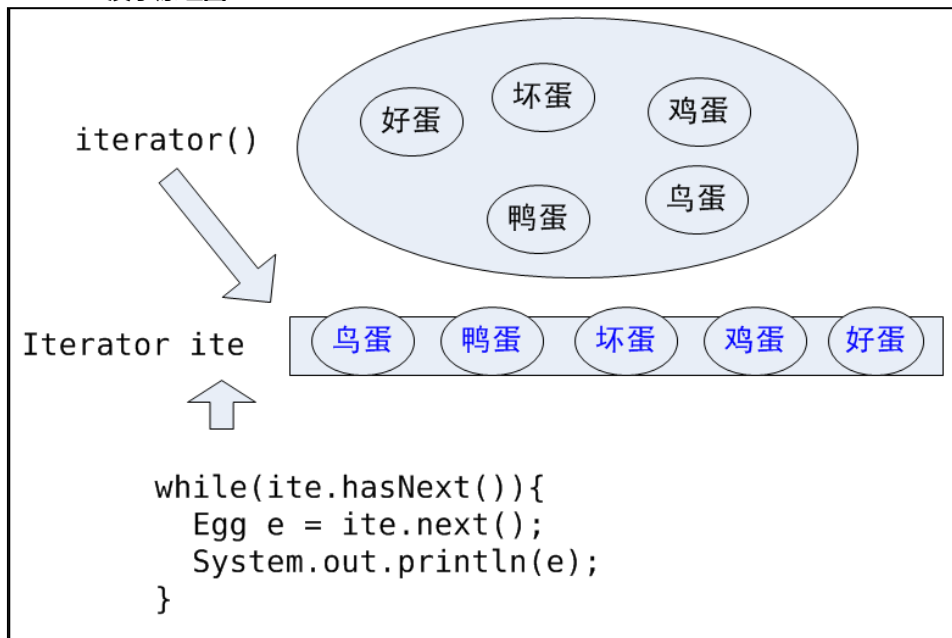 好蛋 坏蛋 鸡蛋
iterator()
鸭蛋 鸟蛋
Iterator ite 鸟蛋 鸭蛋 坏蛋 鸡蛋 好蛋
while(ite.hasNext()){
Egg e = ite.next();
System.out.println(e);
}